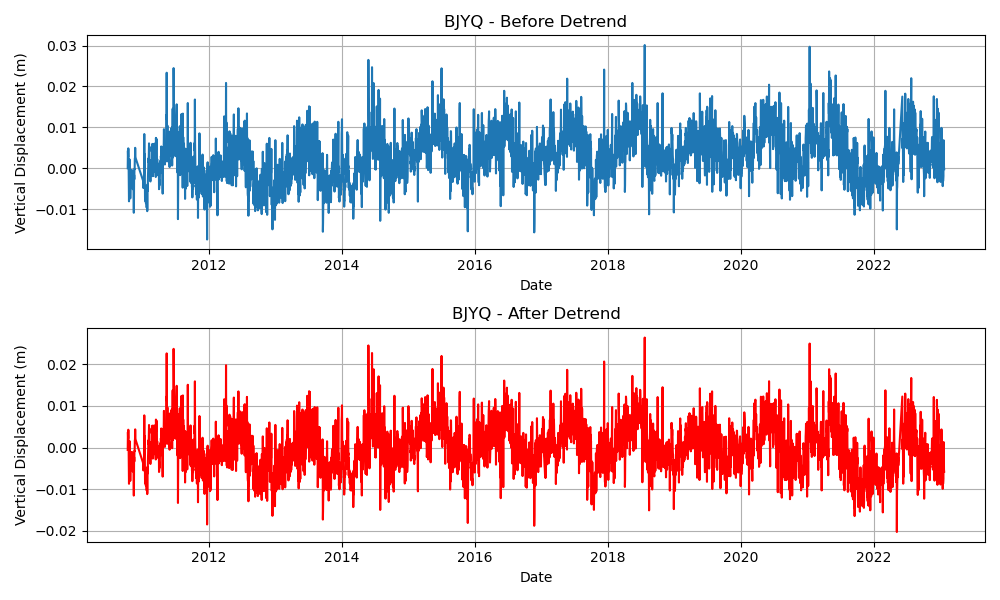 BJYQ - Before Detrend
Vertical Displacement (m)
0.03
0.02
0.01
0.00
−0.01
2012 2014 2016 2018 2020 2022
Date
BJYQ - After Detrend
Vertical Displacement (m)
0.02
0.01
0.00
−0.01
−0.02
2012 2014 2016 2018 2020 2022
Date